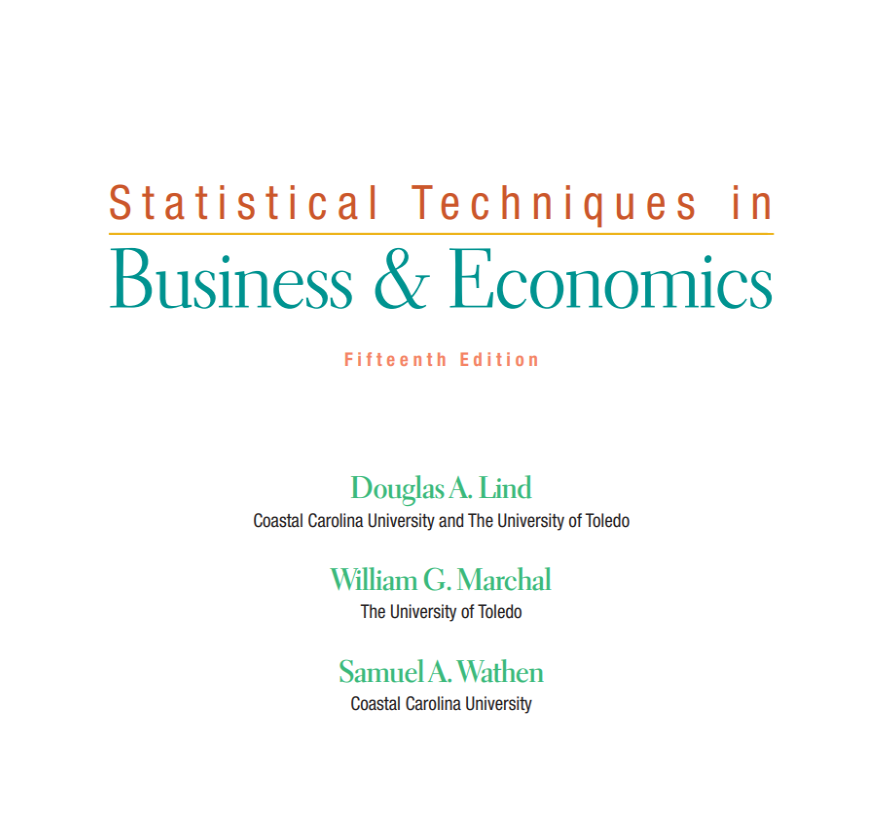 Statistical Techniques in
Business & Economics
Fifteenth Edition
Douglas A. Lind
Coastal Carolina University and The University of Toledo
William G. Marchal
The University of Toledo
Samuel A. Wathen
Coastal Carolina University